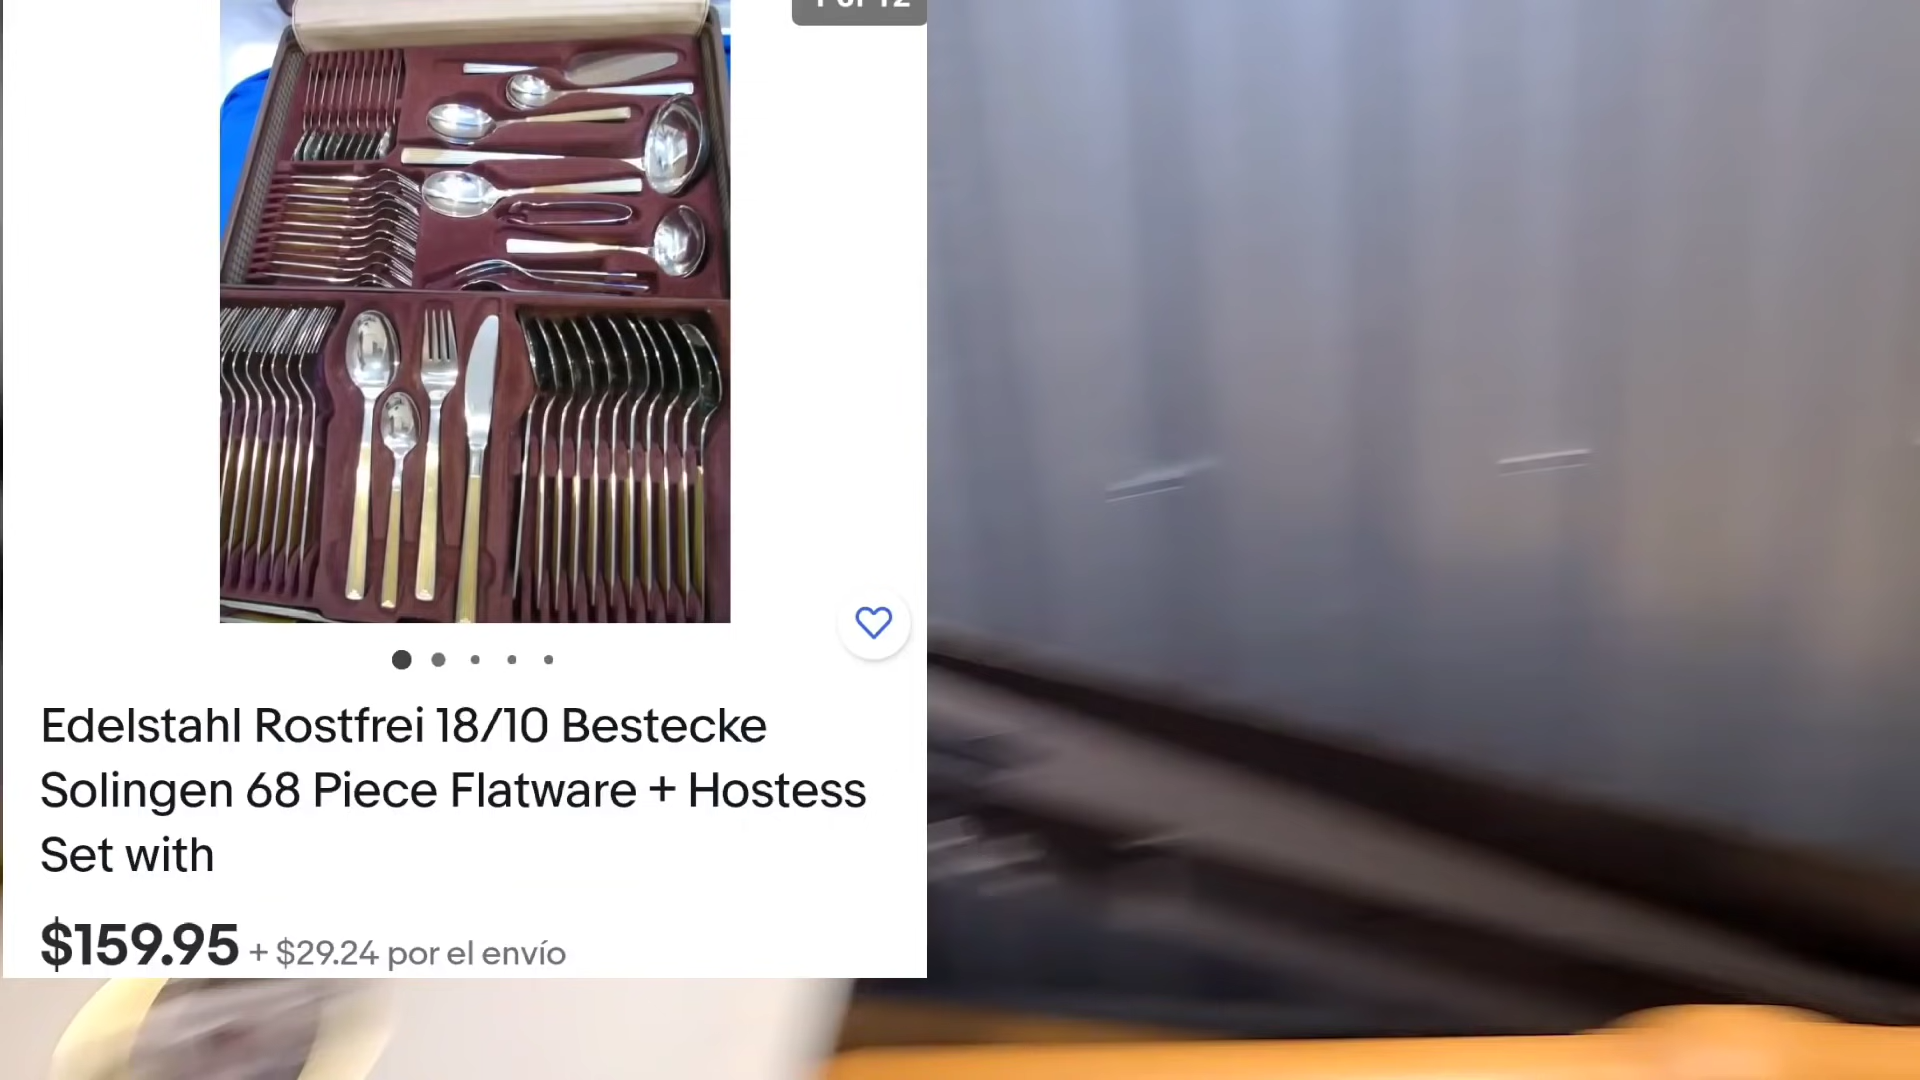 Edelstahl Rostfrei 18/10 Bestecke
Solingen 68 Piece Flatware + Hostess
Set with
$159.95 + $29.24 por el envío